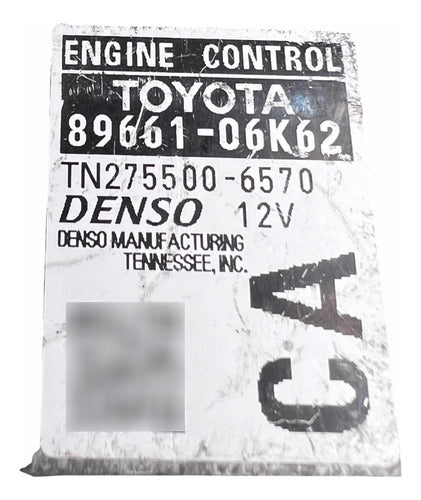 ENGINE CONTROL
TOYOTA
89661-06K62
TN275500-6570
DENSO 12V
DENSO MANUFACTURING
TENNESSEE, INC.
CA